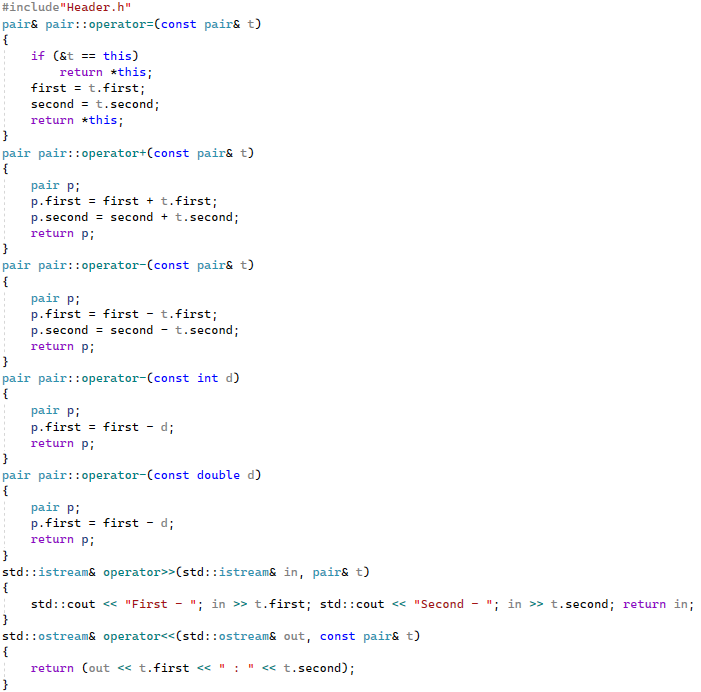 #include"Header.h"
pair& pair::operator=(const pair& t)
{
    if (&t == this)
        return *this;
    first = t.first;
    second = t.second;
    return *this;
}
pair pair::operator+(const pair& t)
{
    pair p;
    p.first = first + t.first;
    p.second = second + t.second;
    return p;
}
pair pair::operator-(const pair& t)
{
    pair p;
    p.first = first - t.first;
    p.second = second - t.second;
    return p;
}
pair pair::operator-(const int d)
{
    pair p;
    p.first = first - d;
    return p;
}
pair pair::operator-(const double d)
{
    pair p;
    p.first = first - d;
    return p;
}
std::istream& operator>>(std::istream& in, pair& t)
{
    std::cout << "First - "; in >> t.first; std::cout << "Second - "; in >> t.second; return in;
}
std::ostream& operator<<(std::ostream& out, const pair& t)
{
    return (out << t.first << " : " << t.second);
}